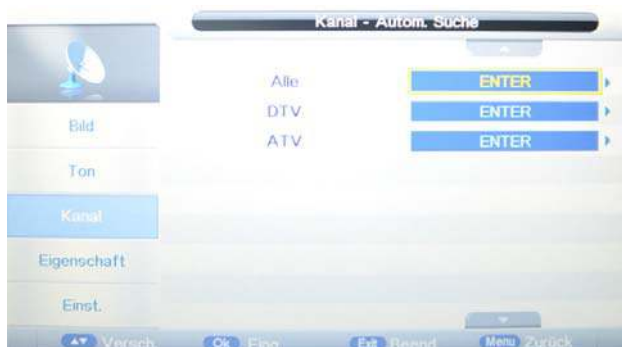 Kanal - Autom. Suche
Alle ENTER
DTV ENTER
ATV ENTER
Bild
Ton
Kanal
Eigenschaft
Einst.
Versch Ok Eing Exit Beend Menu Zurück